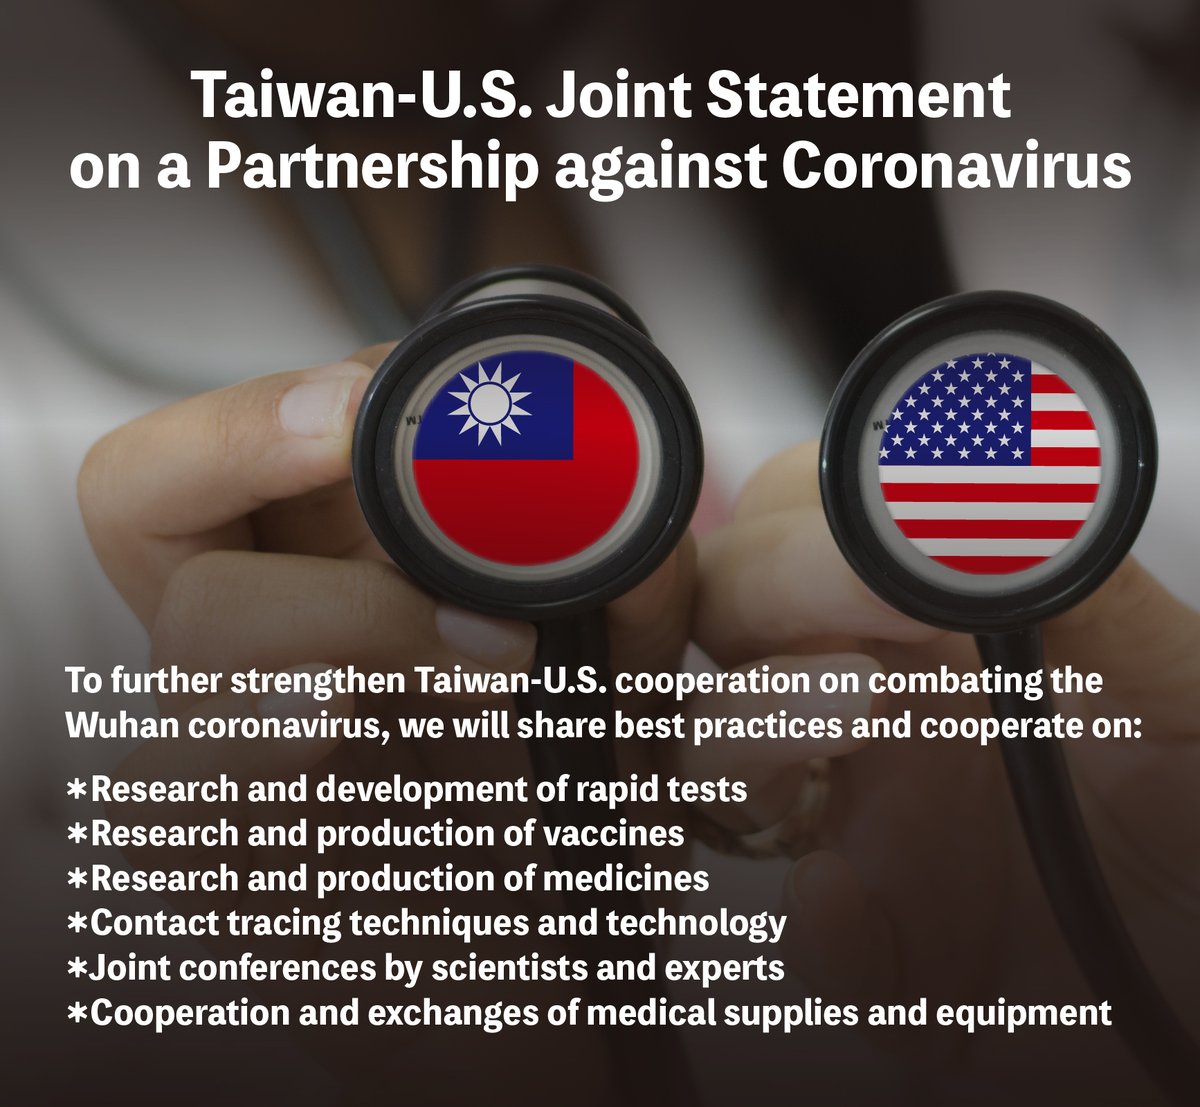 Taiwan-U.S. Joint Statement
on a Partnership against Coronavirus
To further strengthen Taiwan-U.S. cooperation on combating the
Wuhan coronavirus, we will share best practices and cooperate on:
*Research and development of rapid tests
*Research and production of vaccines
*Research and production of medicines
*Contact tracing techniques and technology
*Joint conferences by scientists and experts
*Cooperation and exchanges of medical supplies and equipment